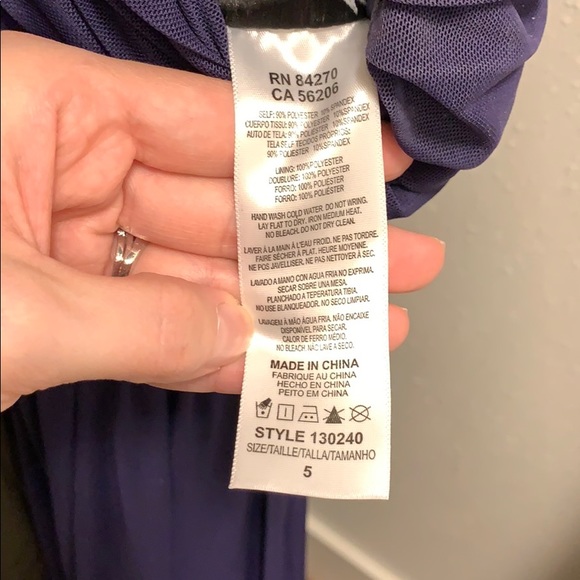 RN 84270
CA 56206
SELF: 90% POLYESTER 10% SPANDEX
CUERPO TISSU: 90% POLYESTER 10%SPANDEX
AUTO DE TELA: 90% POLIESTER 10%SPANDEX
TELA SELF TECIDOS PROPRIOS:
90% POLIESTER 10%SPANDEX
LINING: 100%POLYESTER
DOUBLURE: 100% POLYESTER
FORRO: 100% POLIÉSTER
FORRO: 100% POLIÉSTER
HAND WASH COLD WATER. DO NOT WRING.
LAY FLAT TO DRY. IRON MEDIUM HEAT.
NO BLEACH. DO NOT DRY CLEAN.
LAVER À LA MAIN À L'EAU FROID. NE PAS TORDRE.
FAIRE SÉCHER À PLAT. HEURE MOYENNE.
NE POS JAVELLISER. NE PAS NETTOYER À SEC.
LAVADO A MANO CON AGUA FRIA NO EXPRIMA.
SECAR SOBRE UNA MESA.
PLANCHADO A TEPERATURA TIBIA.
NO USE BLANQUEADOR. NO SECO LIMPIAR.
LAVAGEM À MÃO ÁGUA FRIA. NÃO ENCAIXE
DISPONÍVEL PARA SECAR.
CALOR DE FERRO MÉDIO.
NO BLEACH. NÃO LAVE A SECO.
MADE IN CHINA
FABRIQUE AU CHINE
HECHO EN CHINA
PEITO EM CHINA
STYLE 130240
SIZE/TAILLE/TALLA/TAMANHO
5